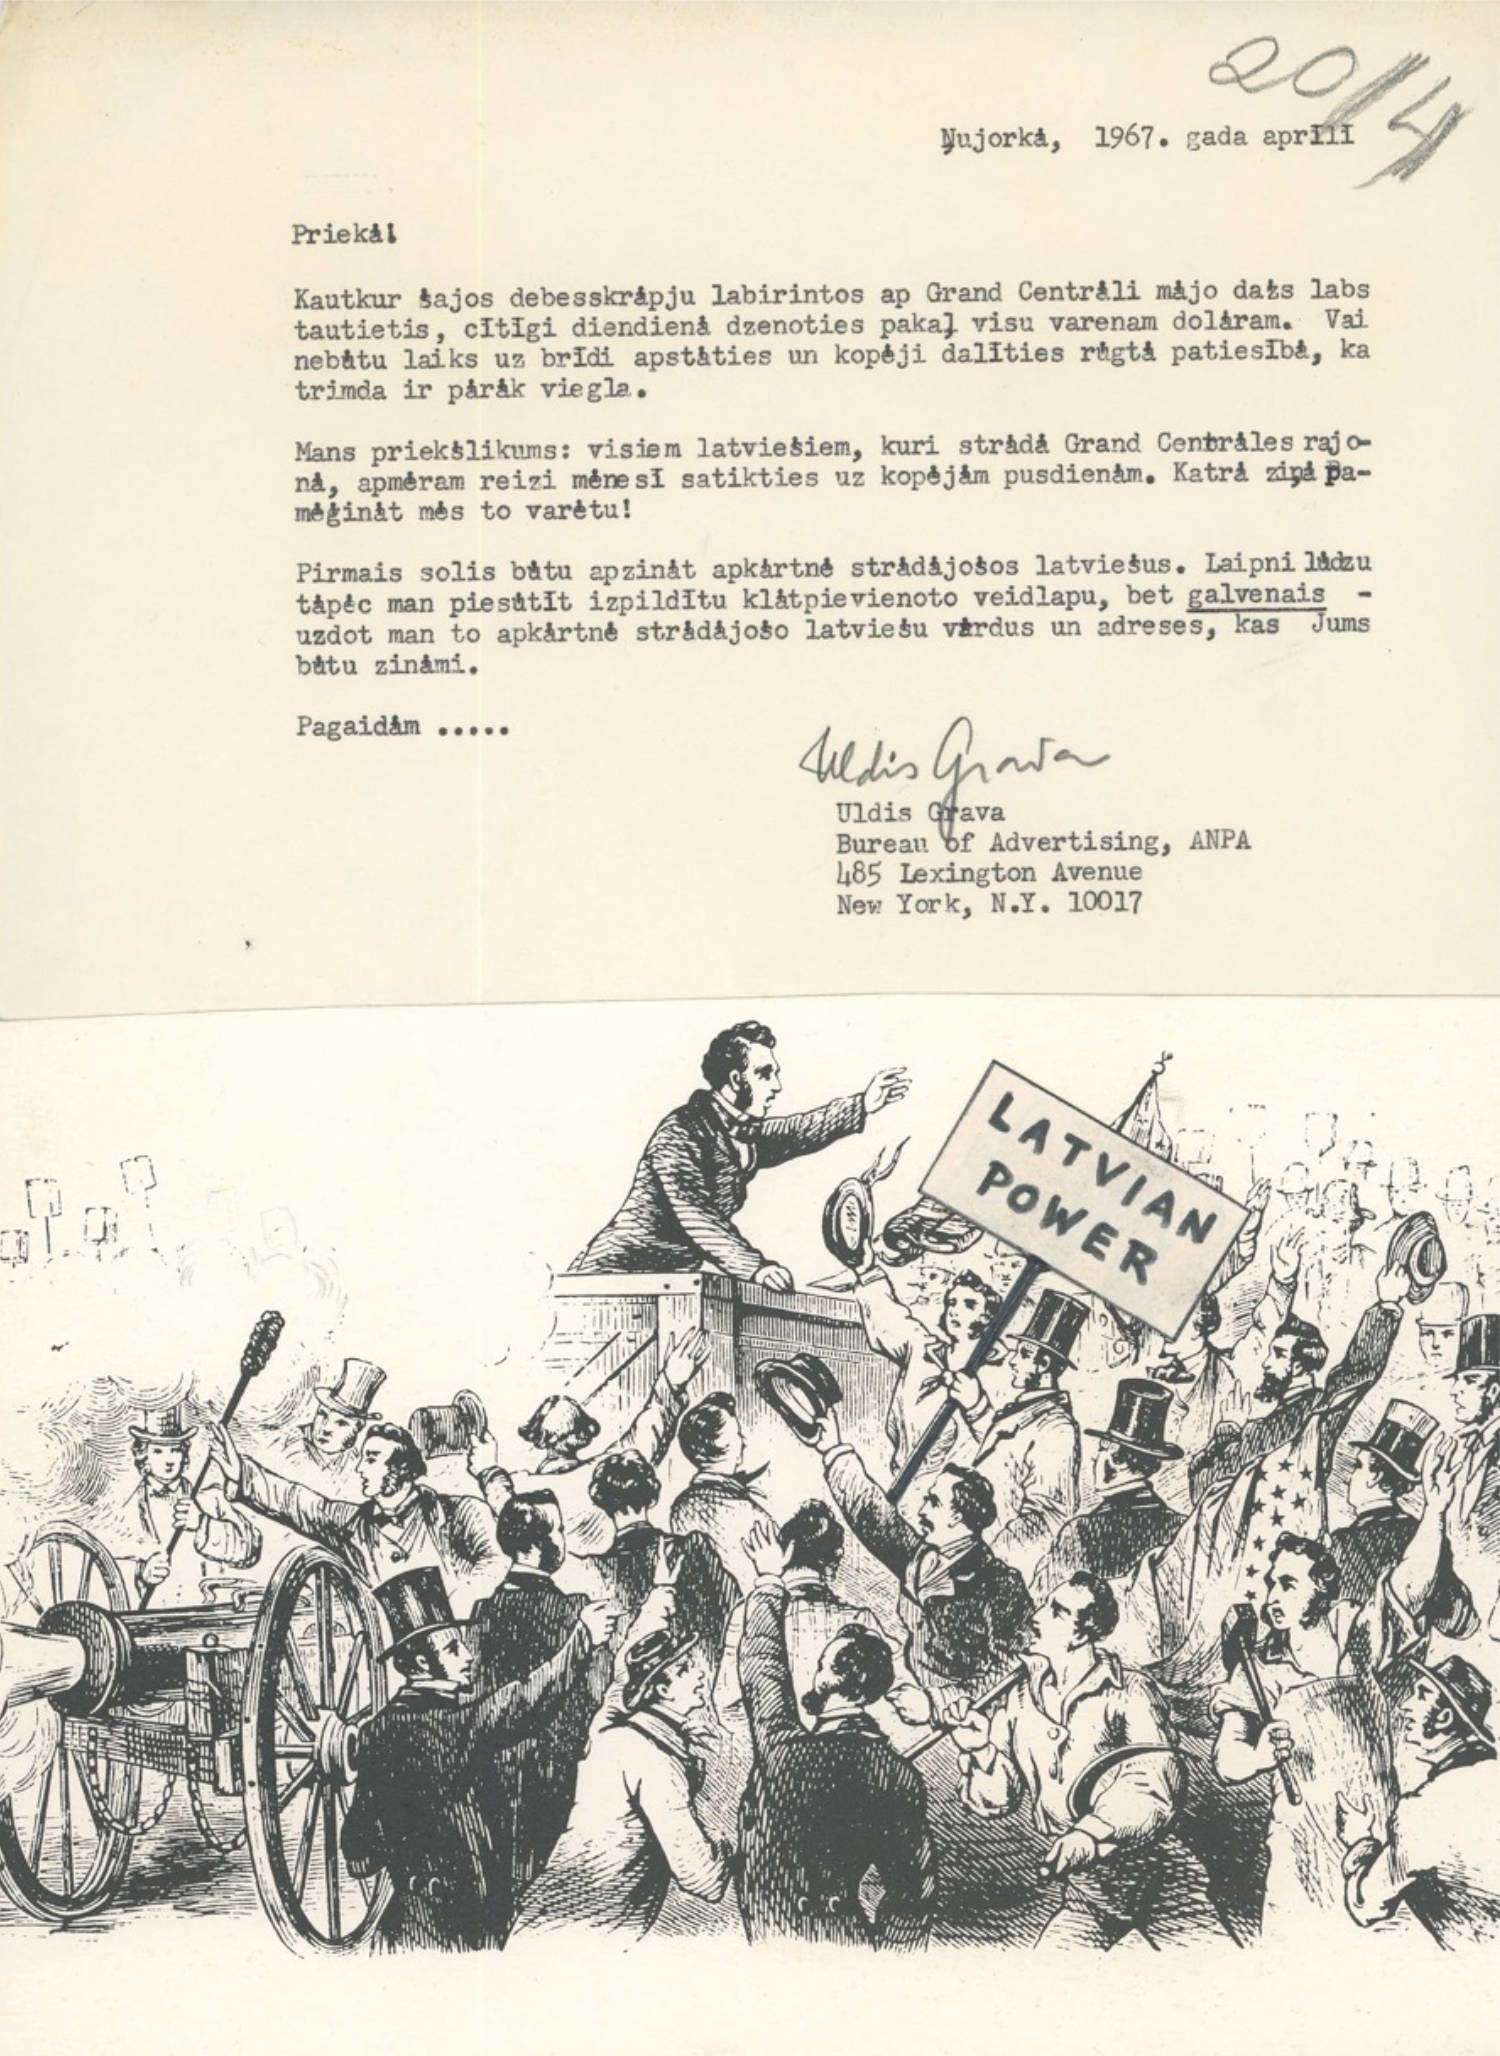 20/4
Ņujorkā, 1967. gada aprīlī
Priekā!
Kautkur šajos debesskrāpju labirintos ap Grand Centrāli mājo dažs labs
tautietis, cītīgi diendienā dzenoties pakaļ visu varenam dolāram. Vai
nebūtu laiks uz brīdi apstāties un kopēji dalīties rūgtā patiesībā, ka
trimda ir pārāk viegla.
Mans priekšlikums: visiem latviešiem, kuri strādā Grand Centrāles rajo-
nā, apmēram reizi mēnesī satikties uz kopējām pusdienām. Katrā ziņā pa-
mēģināt mēs to varētu!
Pirmais solis būtu apzināt apkārtnē strādājošos latviešus. Laipni lūdzu
tāpēc man piesūtīt izpildītu klātpievienoto veidlapu, bet galvenais -
uzdot man to apkārtnē strādājošo latviešu vārdus un adreses, kas Jums
būtu zināmi.
Pagaidām .....
Uldis Grava
Uldis Grava
Bureau of Advertising, ANPA
485 Lexington Avenue
New York, N.Y. 10017
LATVIAN
POWER